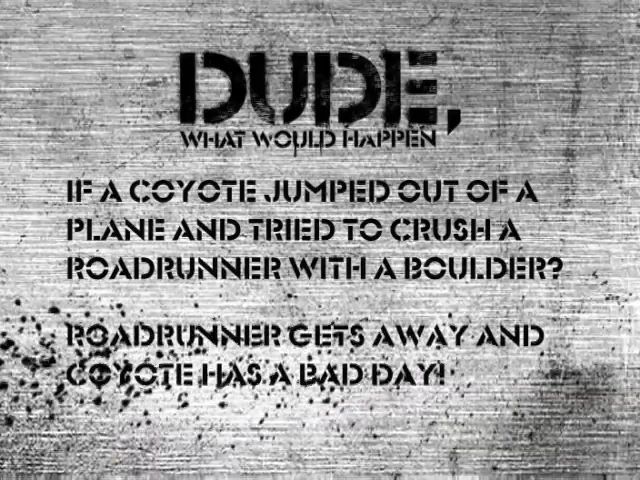 DUDE,
WHAT WOULD HAPPEN
IF A COYOTE JUMPED OUT OF A
PLANE AND TRIED TO CRUSH A
ROADRUNNER WITH A BOULDER?
ROADRUNNER GETS AWAY AND
COYOTE HAS A BAD DAY!